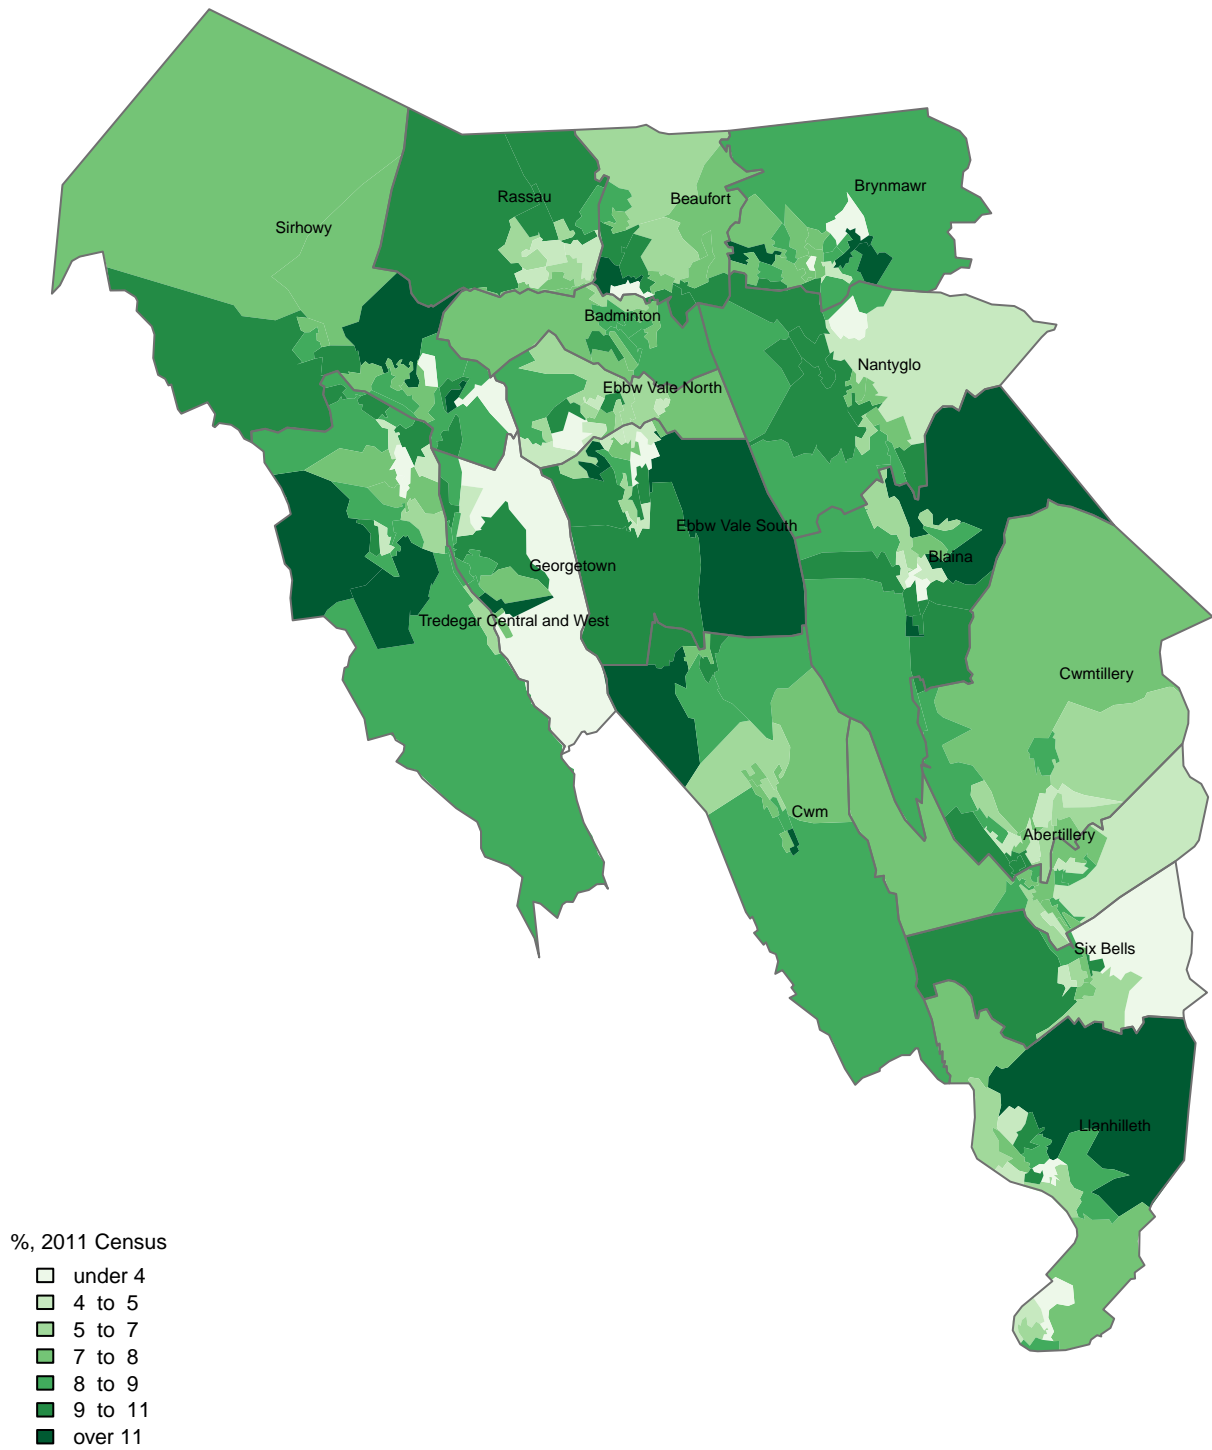 Brynmawr
Rassau
Beaufort
Sirhowy
Badminton
Nantyglo
Ebbw Vale North
Ebbw Vale South
Blaina
Georgetown
Tredegar Central and West
Cwmtillery
Cwm
Abertillery
Six Bells
Llanhilleth
%, 2011 Census
under 4
4 to 5
5 to 7
7 to 8
8 to 9
9 to 11
over 11